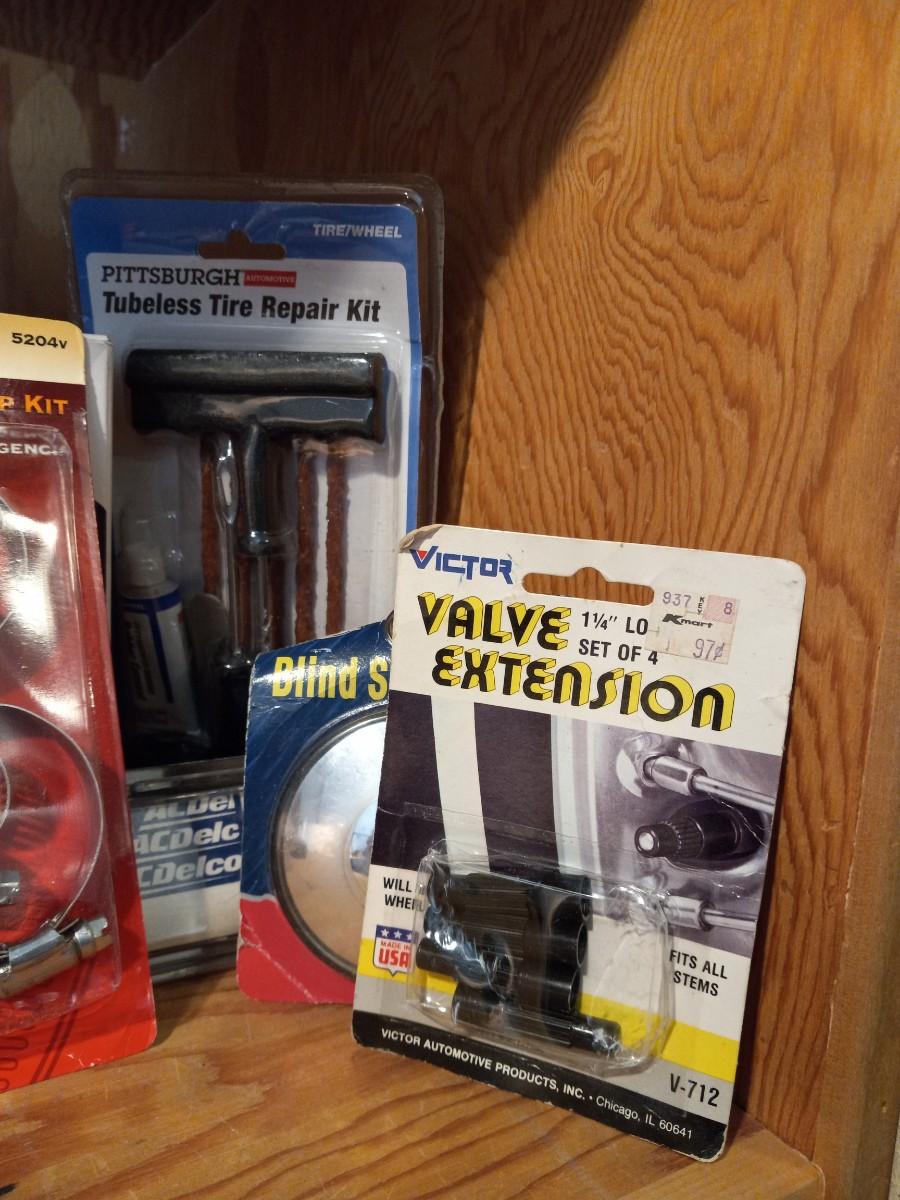 TIRE/WHEEL
PITTSBURGH AUTOMOTIVE
Tubeless Tire Repair Kit
5204v
KIT
Blind S
ACDel
ACDelc
CDelco
VICTOR
VALVE
EXTENSION
1¼" LO
SET OF 4
937 KEY 8
Kmart
97¢
WILL
WHEEL
MADE IN
USA
FITS ALL
STEMS
VICTOR AUTOMOTIVE PRODUCTS, INC. • Chicago, IL 60641
V-712